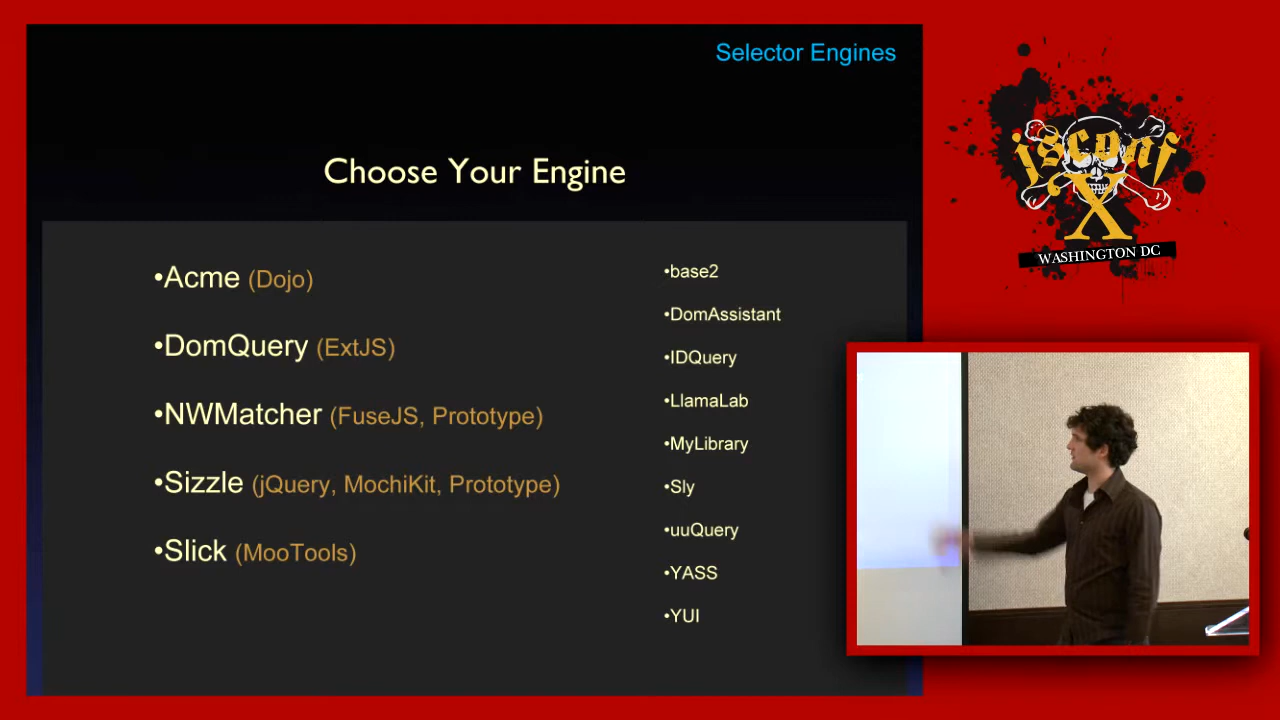 Selector Engines
Choose Your Engine
•Acme (Dojo)
•DomQuery (ExtJS)
•NWMatcher (FuseJS, Prototype)
•Sizzle (jQuery, MochiKit, Prototype)
•Slick (MooTools)
•base2
•DomAssistant
•IDQuery
•LlamaLab
•MyLibrary
•Sly
•uuQuery
•YASS
•YUI
jsconf
X
WASHINGTON DC